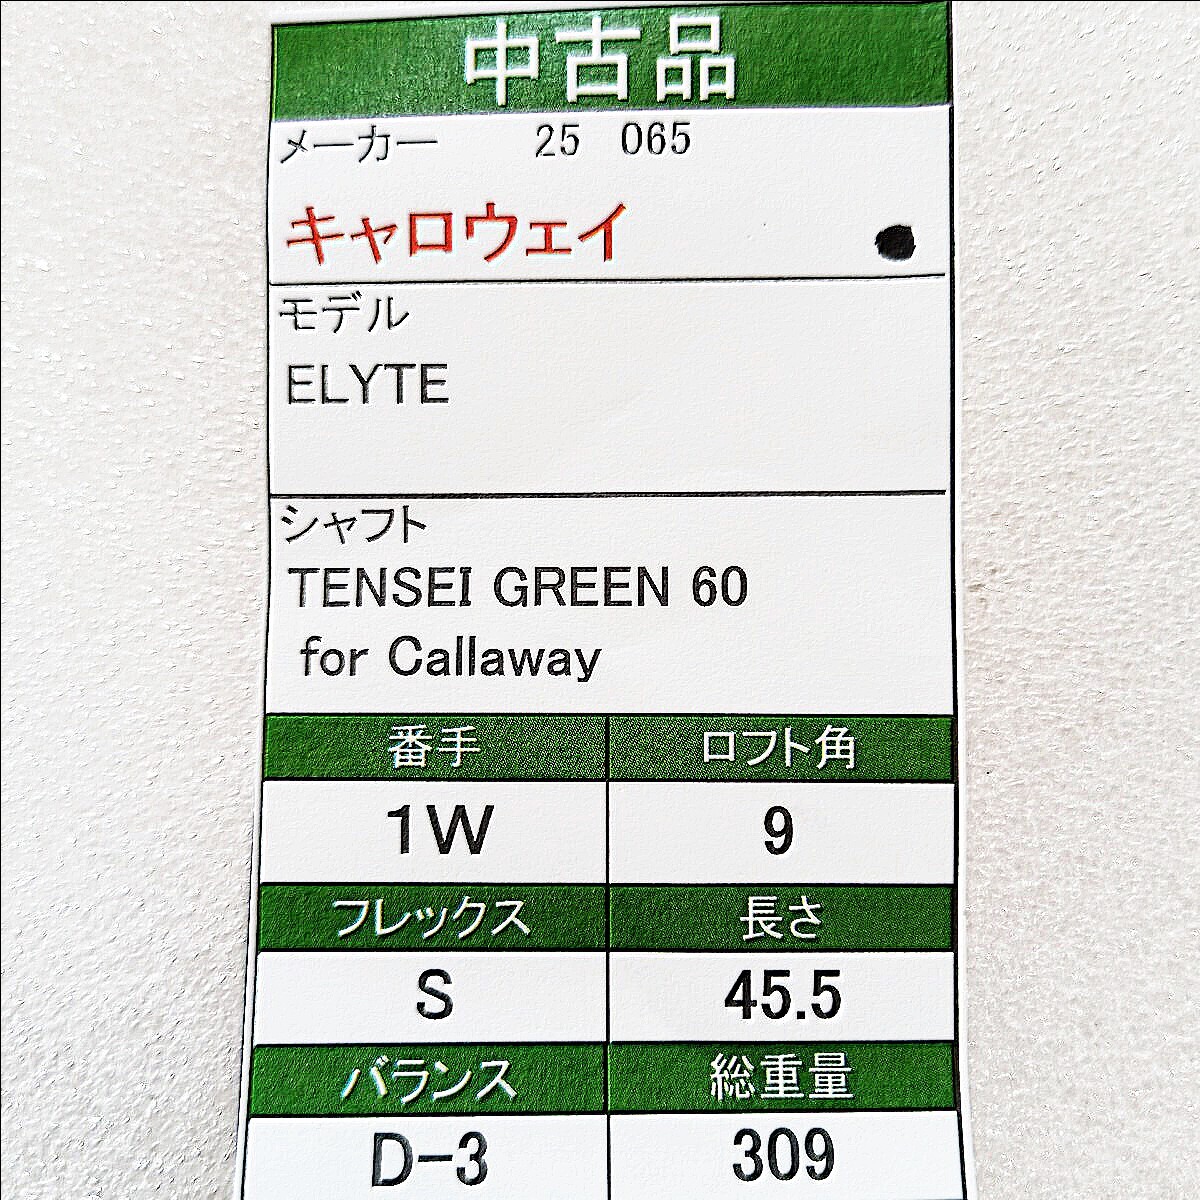 中古品
メーカー 25 065
キャロウェイ
モデル
ELYTE
シャフト
TENSEI GREEN 60
for Callaway
番手 ロフト角
1W 9
フレックス 長さ
S 45.5
バランス 総重量
D-3 309